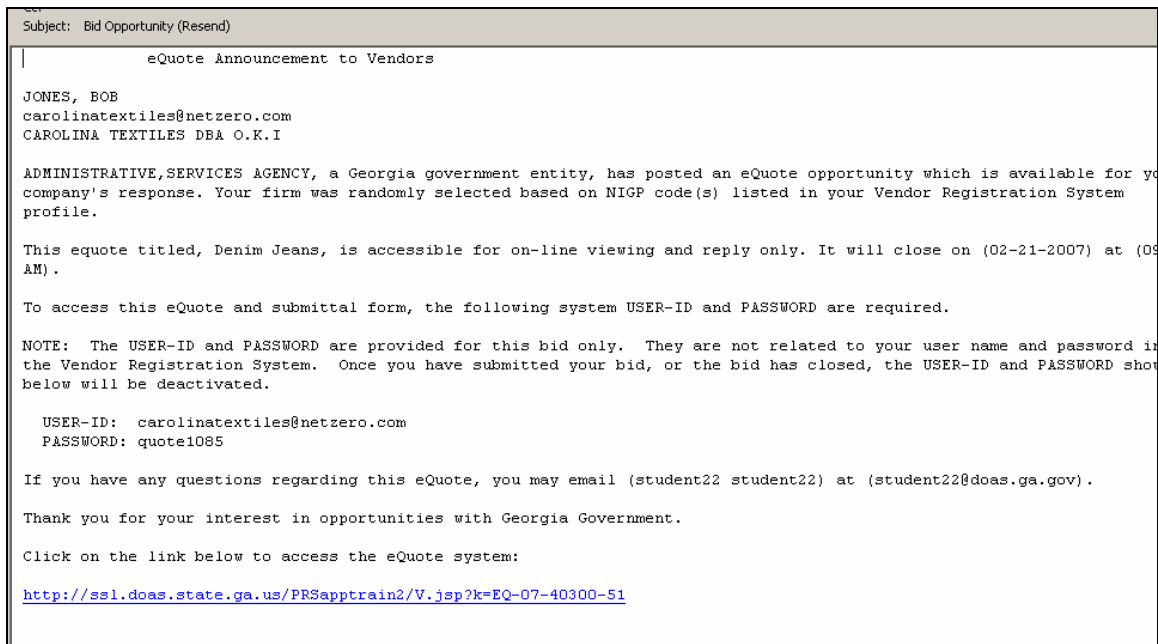 Subject: Bid Opportunity (Resend)
eQuote Announcement to Vendors
JONES, BOB
carolinatextiles@netzero.com
CAROLINA TEXTILES DBA O.K.I
ADMINISTRATIVE,SERVICES AGENCY, a Georgia government entity, has posted an eQuote opportunity which is available for yo
company's response. Your firm was randomly selected based on NIGP code(s) listed in your Vendor Registration System
profile.
This equote titled, Denim Jeans, is accessible for on-line viewing and reply only. It will close on (02-21-2007) at (09
AM).
To access this eQuote and submittal form, the following system USER-ID and PASSWORD are required.
NOTE: The USER-ID and PASSWORD are provided for this bid only. They are not related to your user name and password in
the Vendor Registration System. Once you have submitted your bid, or the bid has closed, the USER-ID and PASSWORD show
below will be deactivated.
USER-ID: carolinatextiles@netzero.com
PASSWORD: quote1085
If you have any questions regarding this eQuote, you may email (student22 student22) at (student22@doas.ga.gov).
Thank you for your interest in opportunities with Georgia Government.
Click on the link below to access the eQuote system:
http://ssl.doas.state.ga.us/PRSapptrain2/V.jsp?k=EQ-07-40300-51